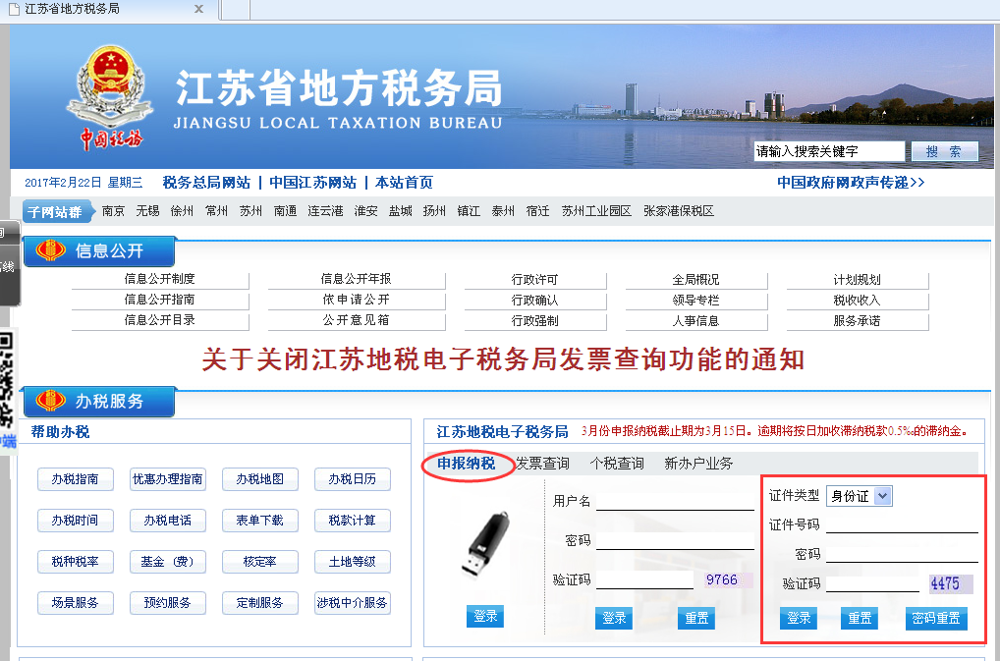 江苏省地方税务局
江苏省地方税务局
JIANGSU LOCAL TAXATION BUREAU
中国税务
请输入搜索关键字 搜 索
2017年2月22日 星期三 税务总局网站 | 中国江苏网站 | 本站首页 中国政府网政声传递>>
子网站群 南京 无锡 徐州 常州 苏州 南通 连云港 淮安 盐城 扬州 镇江 泰州 宿迁 苏州工业园区 张家港保税区
信息公开
信息公开制度 信息公开年报 行政许可 全局概况 计划规划
信息公开指南 依申请公开 行政确认 领导专栏 税收收入
信息公开目录 公开意见箱 行政强制 人事信息 服务承诺
关于关闭江苏地税电子税务局发票查询功能的通知
办税服务
帮助办税
办税指南 优惠办理指南 办税地图 办税日历
办税时间 办税电话 表单下载 税款计算
税种税率 基金（费） 核定率 土地等级
场景服务 预约服务 定制服务 涉税中介服务
江苏地税电子税务局 3月份申报纳税截止期为3月15日。逾期将按日加收滞纳税款0.5‰的滞纳金。
申报纳税 发票查询 个税查询 新办户业务
登录
用户名
密码
验证码 9766
登录 重置
证件类型 身份证
证件号码
密码
验证码 4475
登录 重置 密码重置
线
端